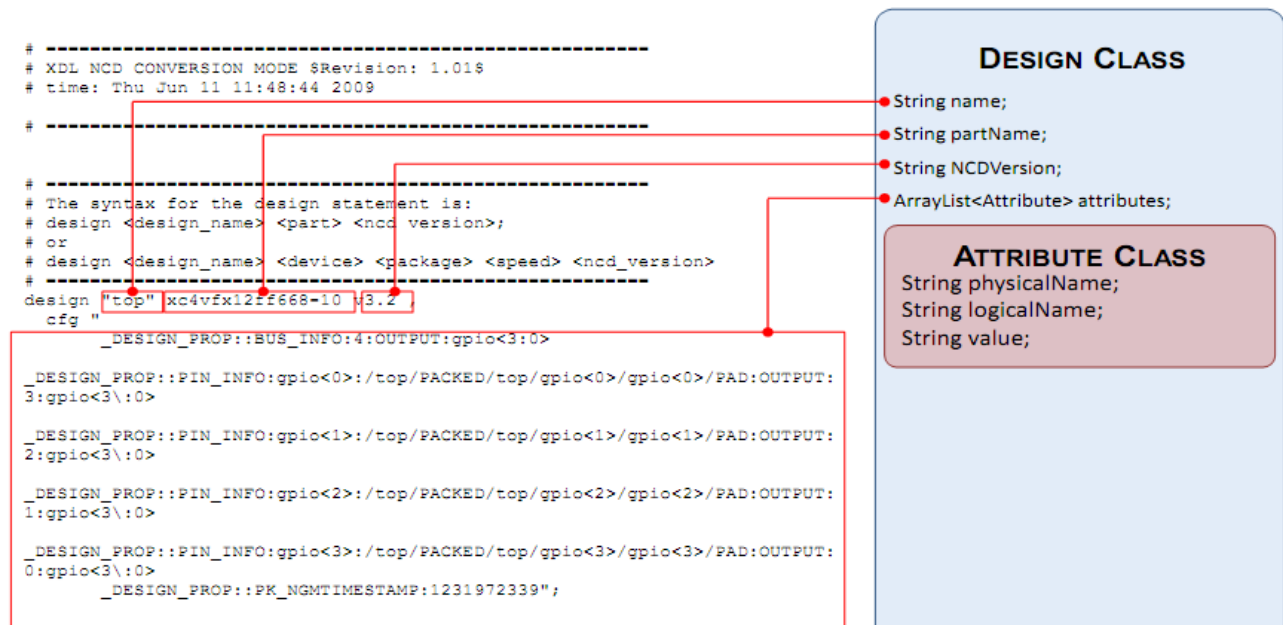 # -------------------------------------------------------
# XDL NCD CONVERSION MODE $Revision: 1.01$
# time: Thu Jun 11 11:48:44 2009
# -------------------------------------------------------
# -------------------------------------------------------
# The syntax for the design statement is:
# design <design_name> <part> <ncd version>;
# or
# design <design_name> <device> <package> <speed> <ncd_version>
# -------------------------------------------------------
design "top" xc4vfx12ff668-10 v3.2 ,
cfg "
_DESIGN_PROP::BUS_INFO:4:OUTPUT:gpio<3:0>
_DESIGN_PROP::PIN_INFO:gpio<0>:/top/PACKED/top/gpio<0>/gpio<0>/PAD:OUTPUT:
3:gpio<3\:0>
_DESIGN_PROP::PIN_INFO:gpio<1>:/top/PACKED/top/gpio<1>/gpio<1>/PAD:OUTPUT:
2:gpio<3\:0>
_DESIGN_PROP::PIN_INFO:gpio<2>:/top/PACKED/top/gpio<2>/gpio<2>/PAD:OUTPUT:
1:gpio<3\:0>
_DESIGN_PROP::PIN_INFO:gpio<3>:/top/PACKED/top/gpio<3>/gpio<3>/PAD:OUTPUT:
0:gpio<3\:0>
_DESIGN_PROP::PK_NGMTIMESTAMP:1231972339";
DESIGN CLASS
String name;
String partName;
String NCDVersion;
ArrayList<Attribute> attributes;
ATTRIBUTE CLASS
String physicalName;
String logicalName;
String value;